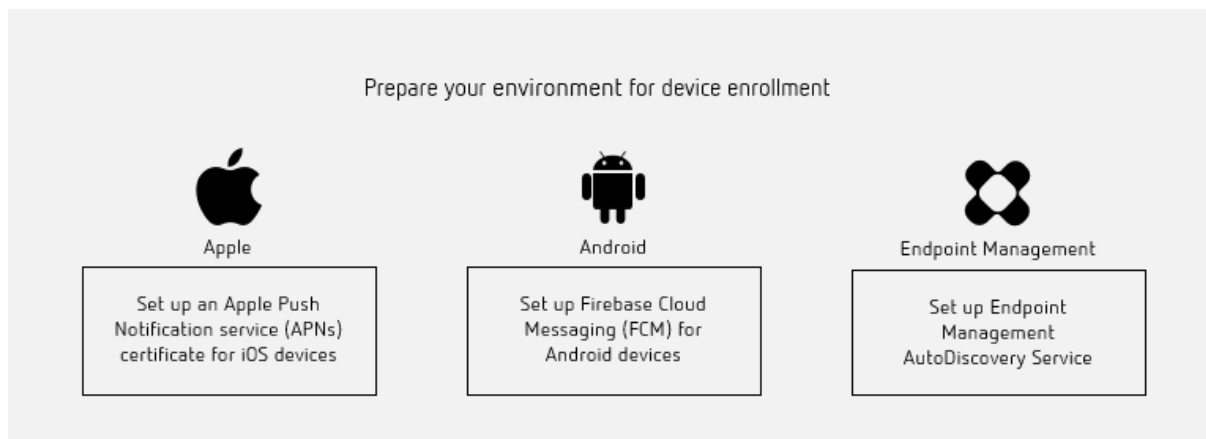 Prepare your environment for device enrollment
Apple
Set up an Apple Push
Notification service (APNs)
certificate for iOS devices
Android
Set up Firebase Cloud
Messaging (FCM) for
Android devices
Endpoint Management
Set up Endpoint
Management
AutoDiscovery Service